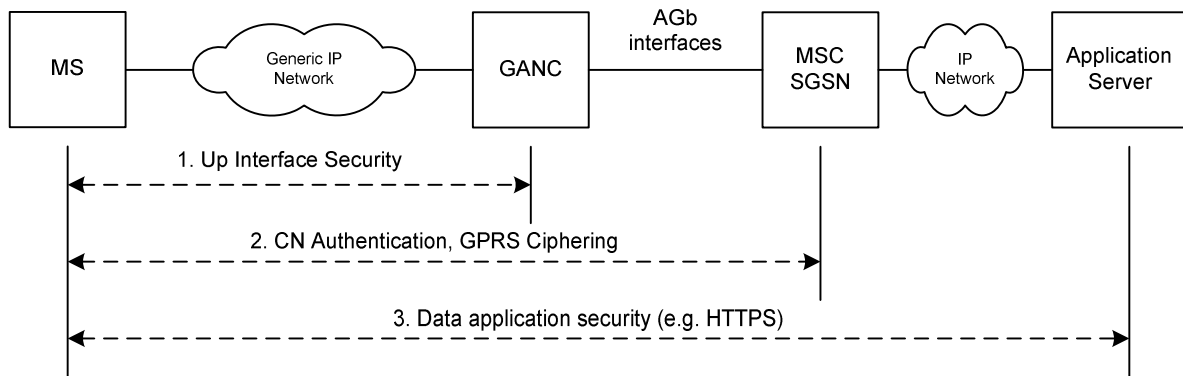 MS
Generic IP
Network
GANC
AGb
interfaces
MSC
SGSN
IP
Network
Application
Server
1. Up Interface Security
2. CN Authentication, GPRS Ciphering
3. Data application security (e.g. HTTPS)